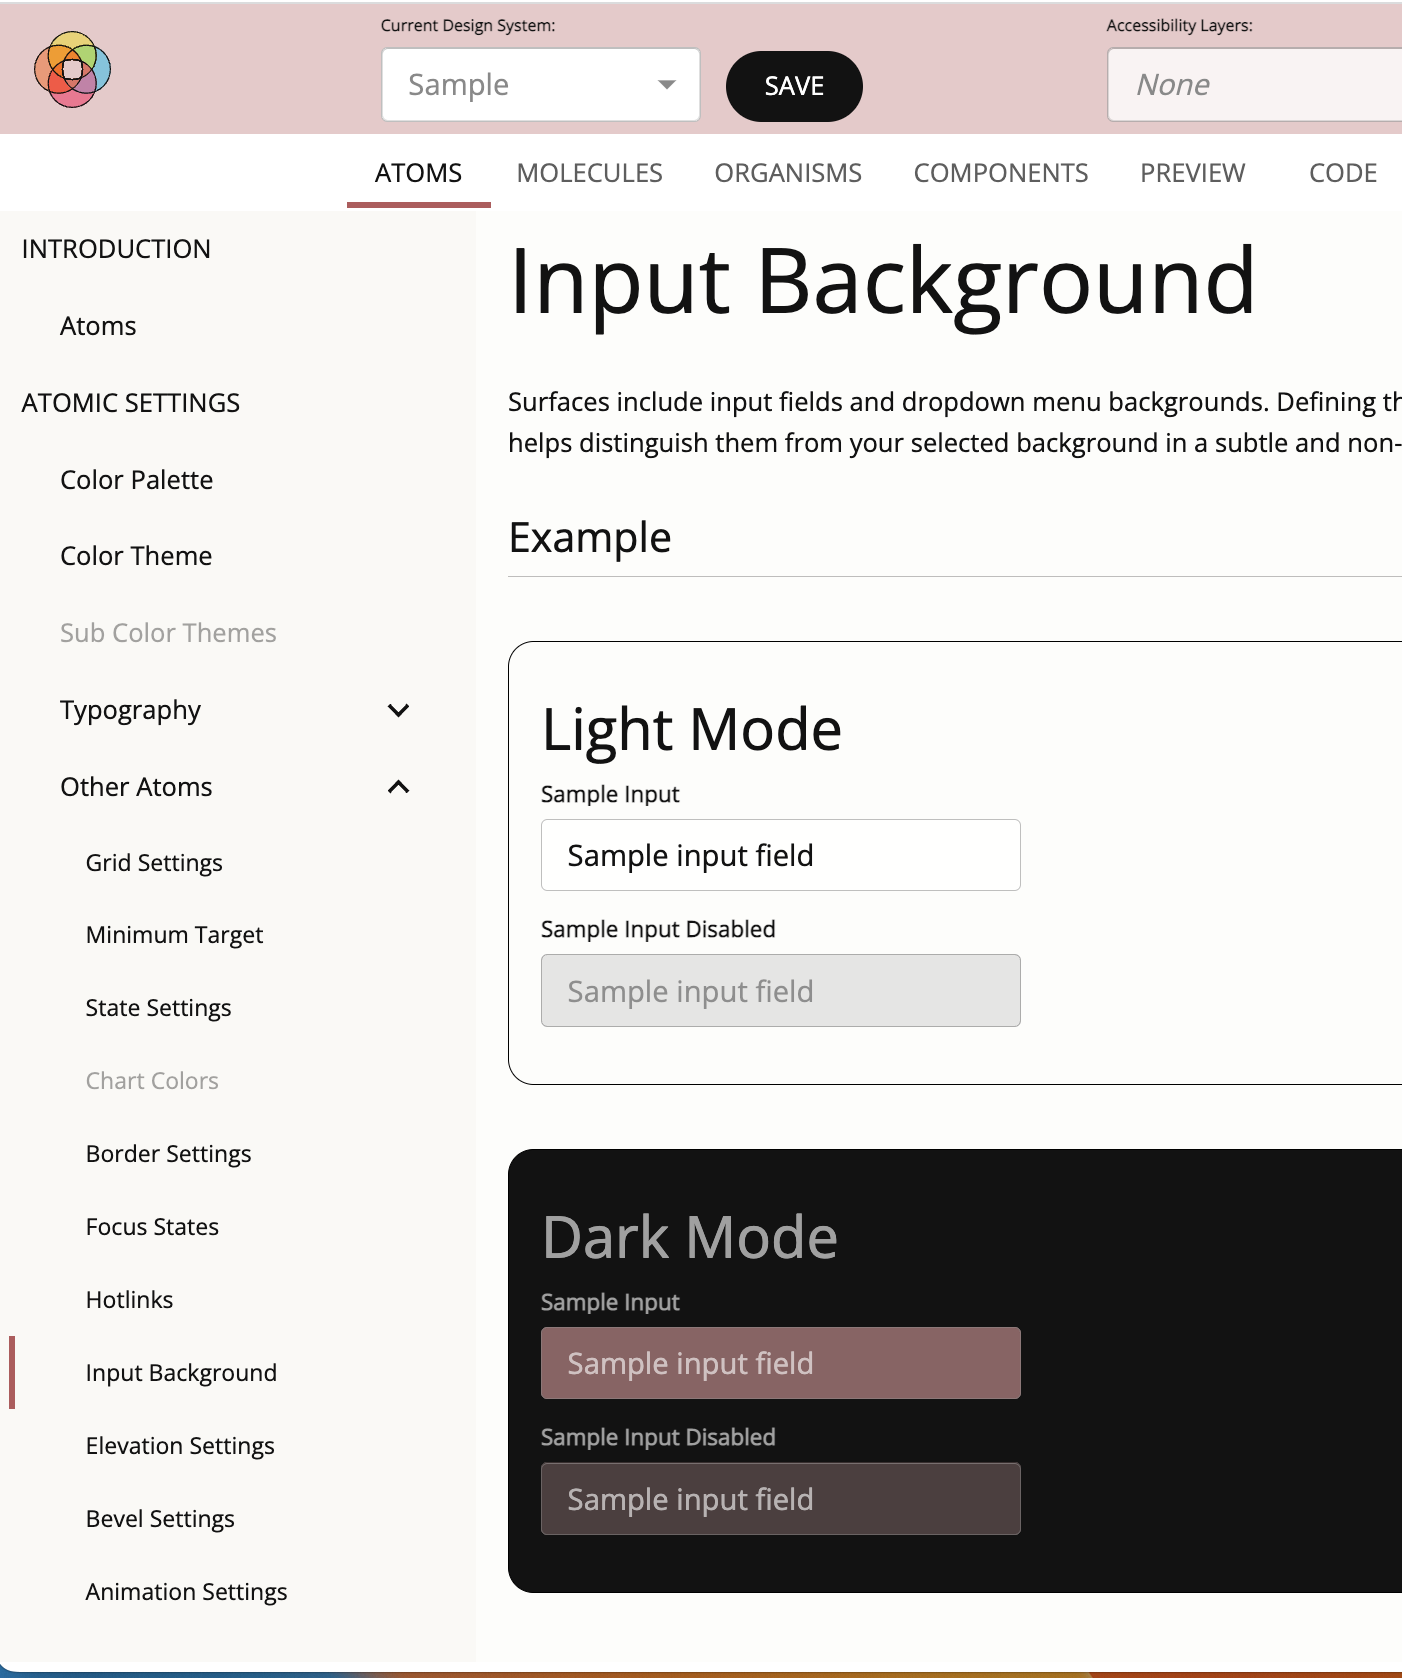 Current Design System:
Sample
SAVE
Accessibility Layers:
None
ATOMS
MOLECULES
ORGANISMS
COMPONENTS
PREVIEW
CODE
INTRODUCTION
Atoms
ATOMIC SETTINGS
Color Palette
Color Theme
Sub Color Themes
Typography
Other Atoms
Grid Settings
Minimum Target
State Settings
Chart Colors
Border Settings
Focus States
Hotlinks
Input Background
Elevation Settings
Bevel Settings
Animation Settings
Input Background
Surfaces include input fields and dropdown menu backgrounds. Defining
helps distinguish them from your selected background in a subtle and non-
Example
Light Mode
Sample Input
Sample input field
Sample Input Disabled
Sample input field
Dark Mode
Sample Input
Sample input field
Sample Input Disabled
Sample input field